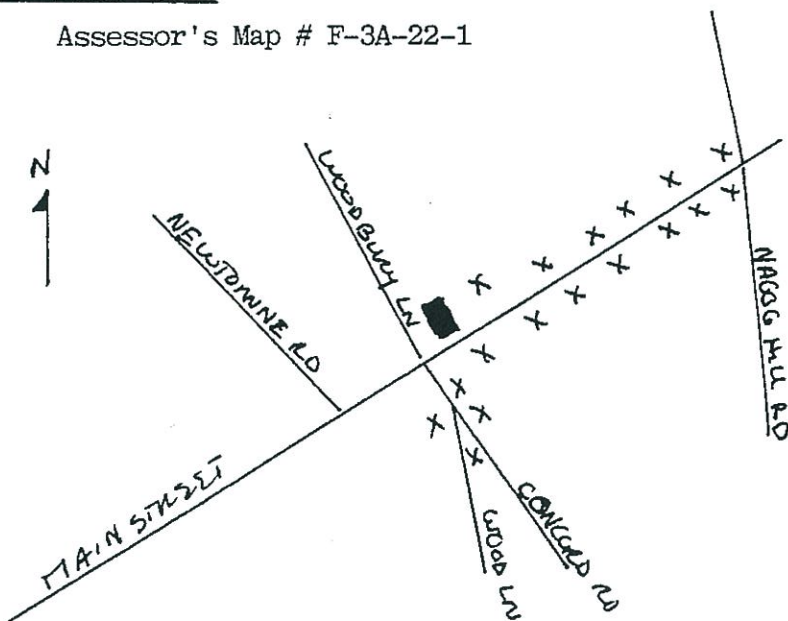 Assessor's Map # F-3A-22-1
N
WOODBURY LN
NEWTOWNE RD
NAGOG HILL RD
MAIN STREET
CONCORD RD
WOOD LN